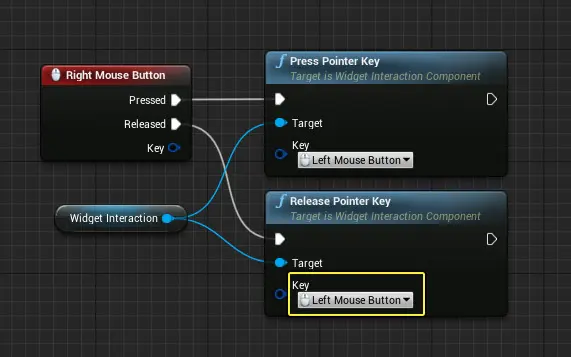 Right Mouse Button
Pressed
Released
Key
Widget Interaction
f Press Pointer Key
Target is Widget Interaction Component
Target
Key
Left Mouse Button
f Release Pointer Key
Target is Widget Interaction Component
Target
Key
Left Mouse Button